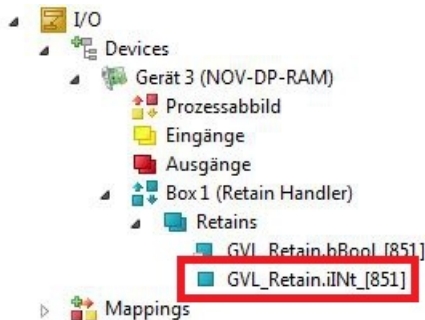 I/O
Devices
Gerät 3 (NOV-DP-RAM)
Prozessabbild
Eingänge
Ausgänge
Box 1 (Retain Handler)
Retains
GVL_Retain.bBool_[851]
GVL_Retain.iINt_[851]
Mappings